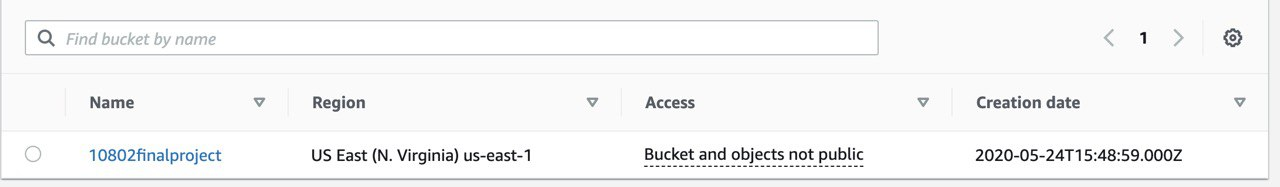 Find bucket by name
1
Name Region Access Creation date
10802finalproject US East (N. Virginia) us-east-1 Bucket and objects not public 2020-05-24T15:48:59.000Z